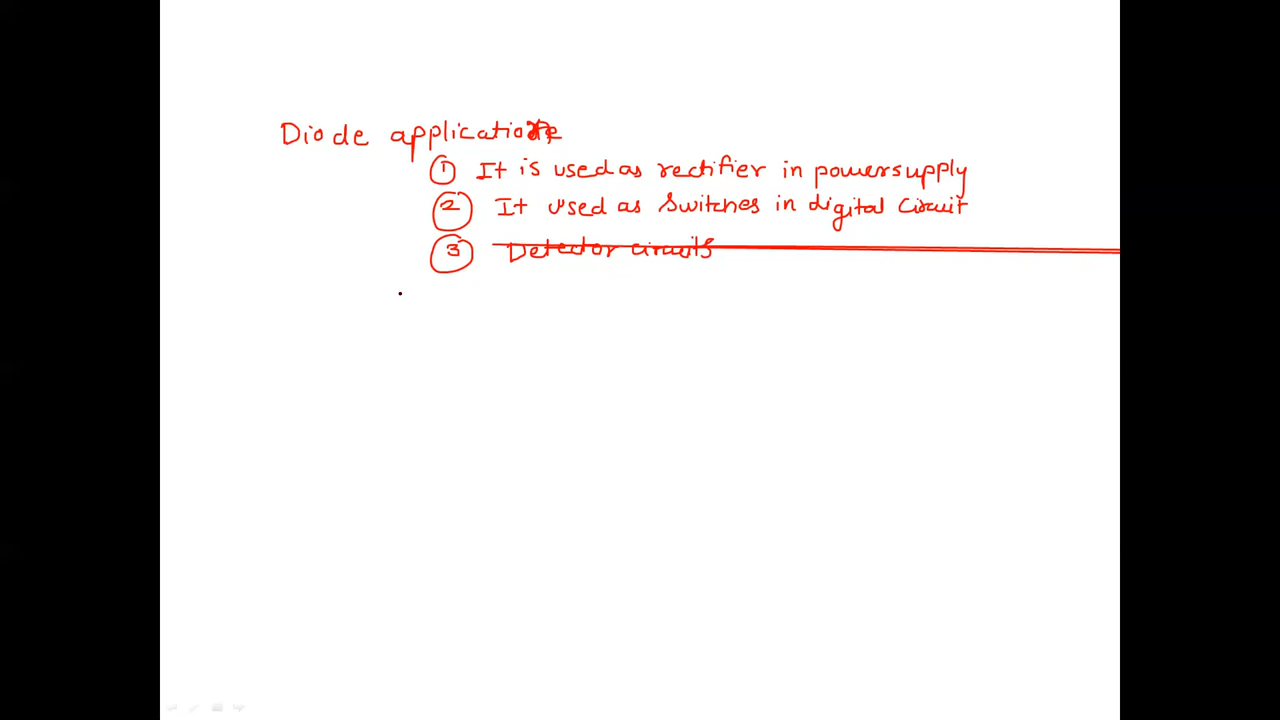 Diode application
① It is used as rectifier in powersupply
② It used as switches in digital circuit
③ Detector circuits